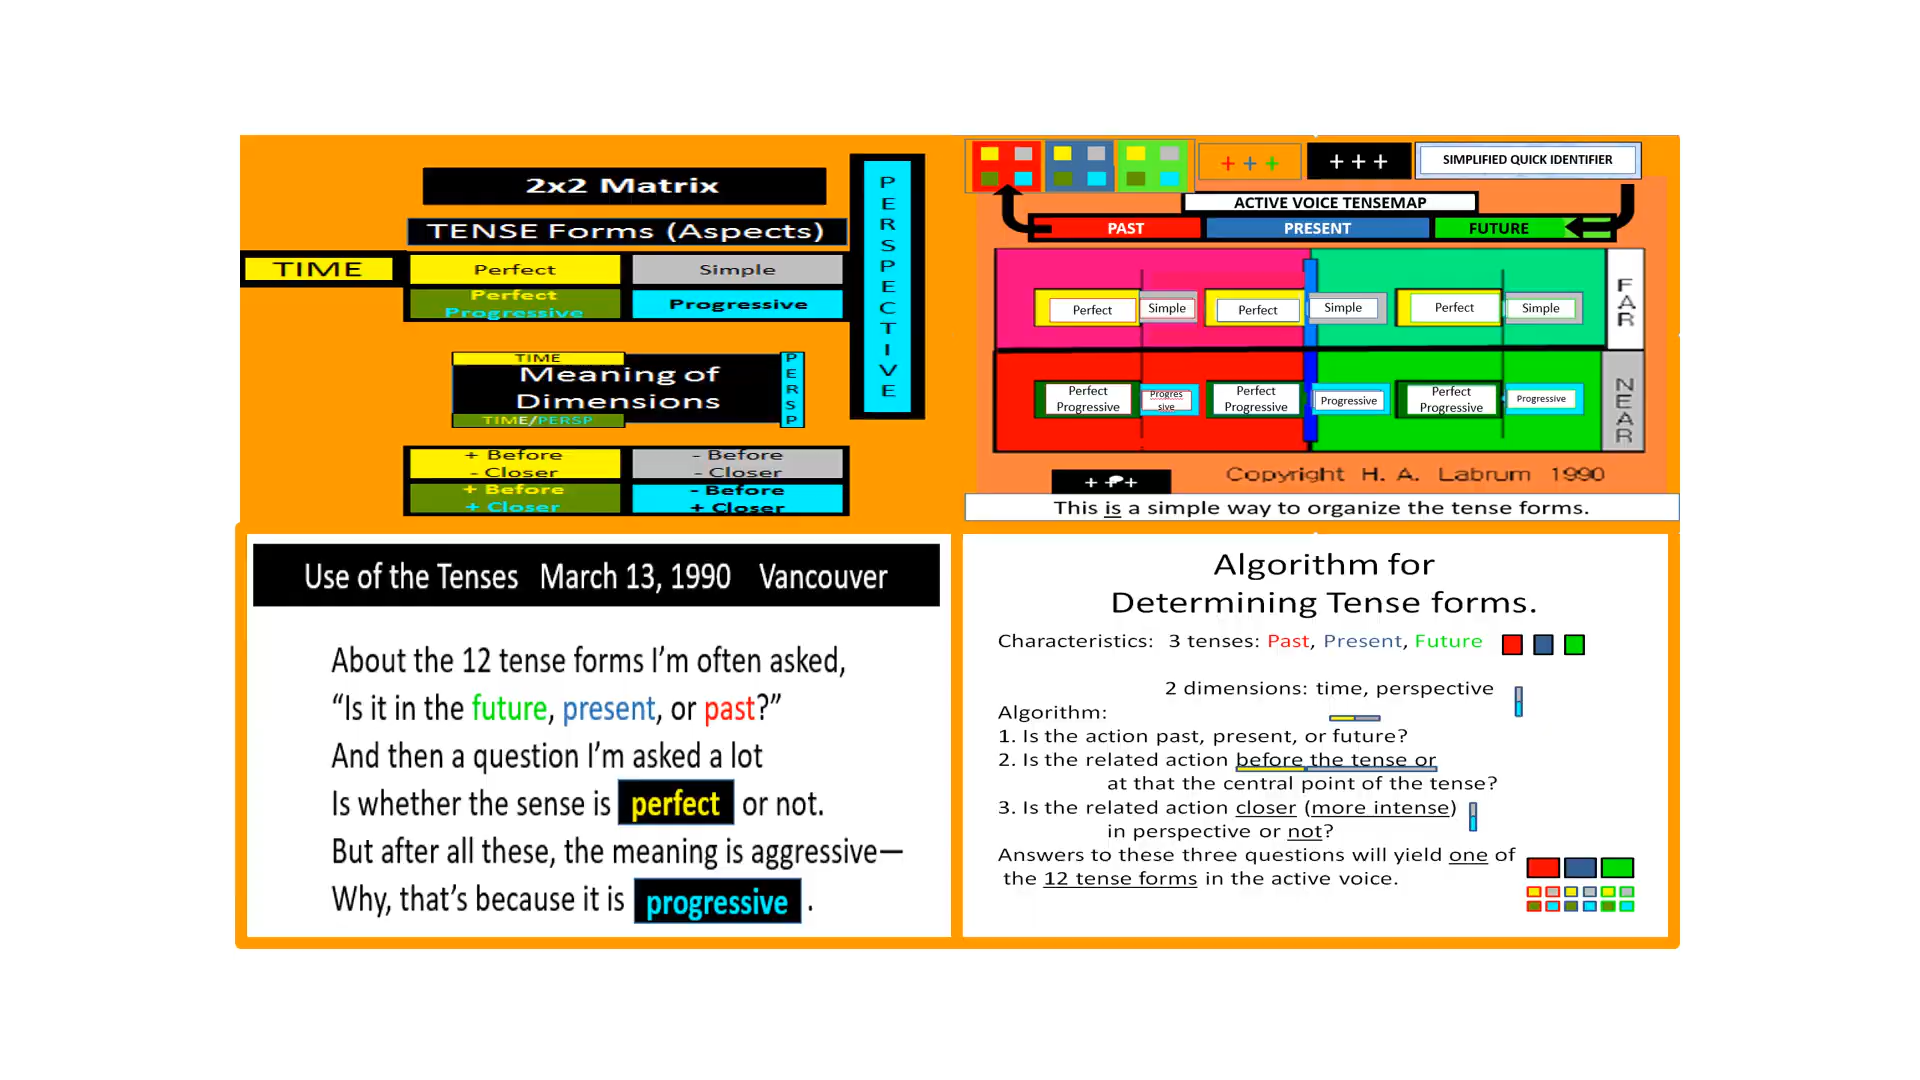 2x2 Matrix
TENSE Forms (Aspects)
TIME
Perfect
Simple
Perfect
Progressive
Progressive
PERSPECTIVE
TIME
Meaning of
Dimensions
TIME/PERSP
PERSP
+ Before
- Closer
- Before
- Closer
+ Before
+ Closer
- Before
+ Closer
+ + +
+ + +
SIMPLIFIED QUICK IDENTIFIER
ACTIVE VOICE TENSEMAP
PAST
PRESENT
FUTURE
Perfect
Simple
Perfect
Simple
Perfect
Simple
FAR
Perfect
Progressive
Progres
sive
Perfect
Progressive
Progressive
Perfect
Progressive
Progressive
NEAR
+ +
Copyright H. A. Labrum 1990
This is a simple way to organize the tense forms.
Use of the Tenses March 13, 1990 Vancouver
About the 12 tense forms I’m often asked,
“Is it in the future, present, or past?”
And then a question I’m asked a lot
Is whether the sense is perfect or not.
But after all these, the meaning is aggressive—
Why, that’s because it is progressive .
Algorithm for
Determining Tense forms.
Characteristics: 3 tenses: Past, Present, Future
2 dimensions: time, perspective
Algorithm:
1. Is the action past, present, or future?
2. Is the related action before the tense or
at that the central point of the tense?
3. Is the related action closer (more intense)
in perspective or not?
Answers to these three questions will yield one of
the 12 tense forms in the active voice.